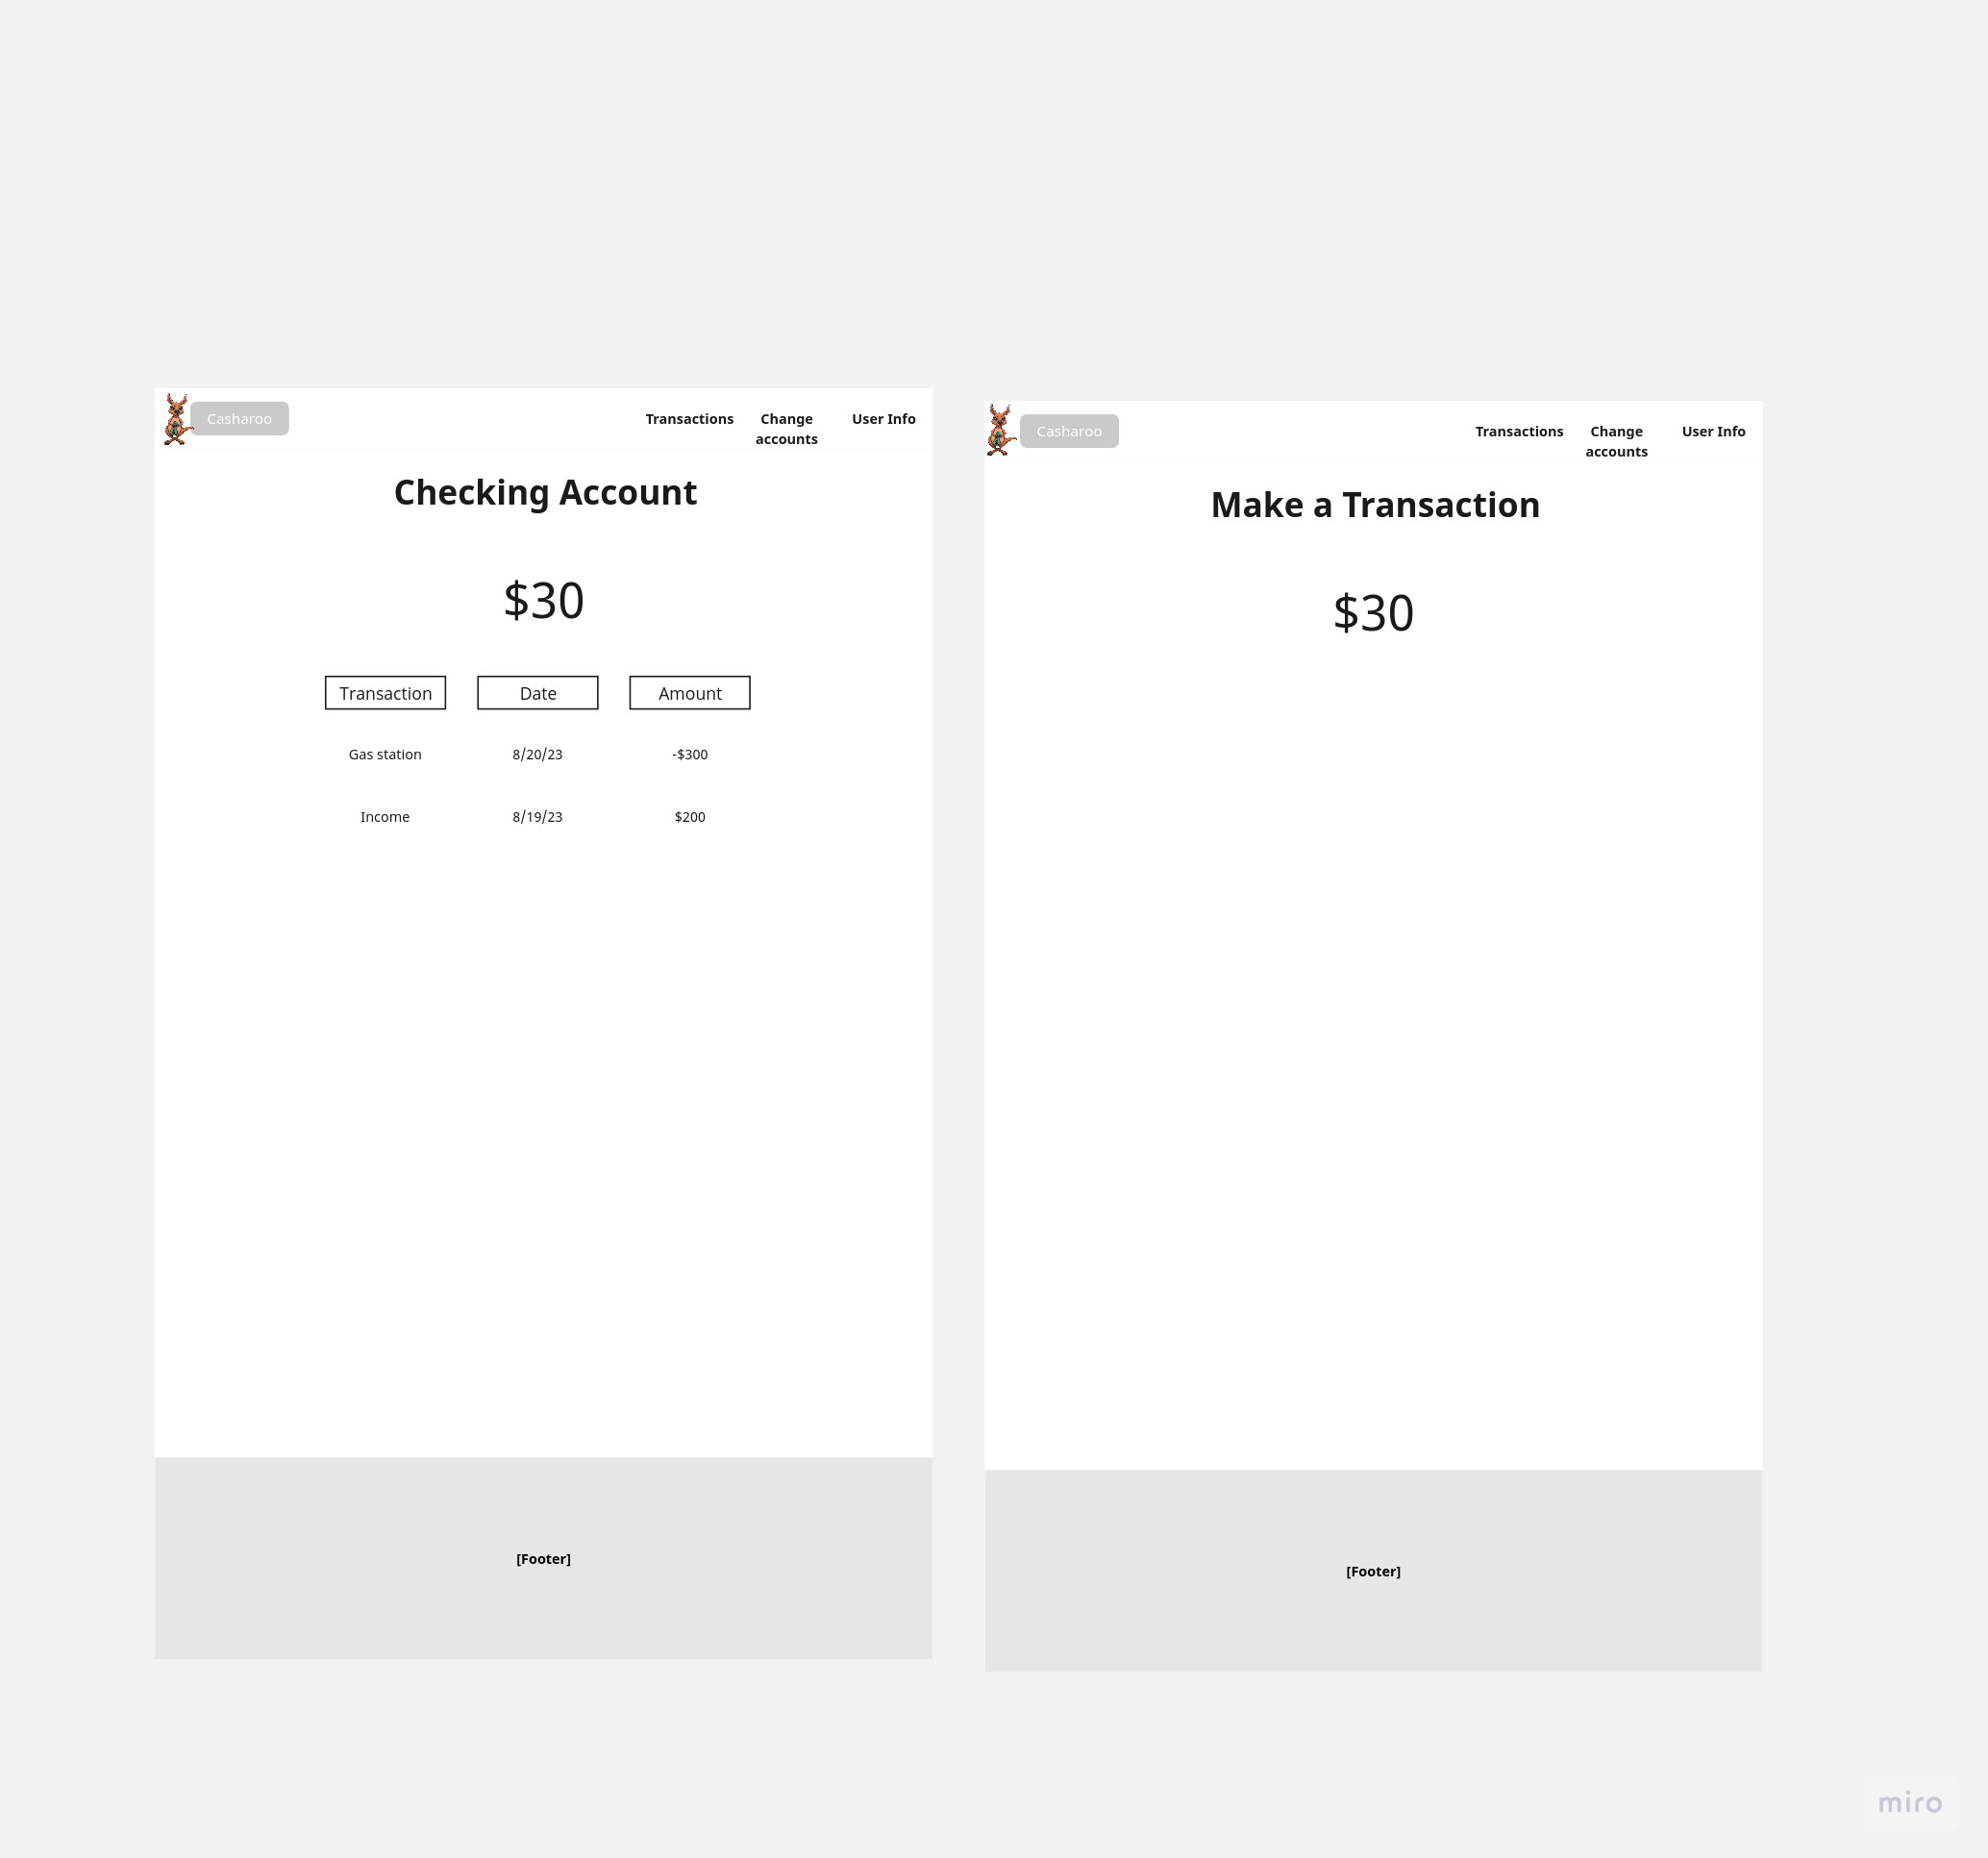 Casharoo
Transactions
Change
accounts
User Info
Checking Account
$30
Transaction
Date
Amount
Gas station
8/20/23
-$300
Income
8/19/23
$200
[Footer]
Casharoo
Transactions
Change
accounts
User Info
Make a Transaction
$30
[Footer]
miro